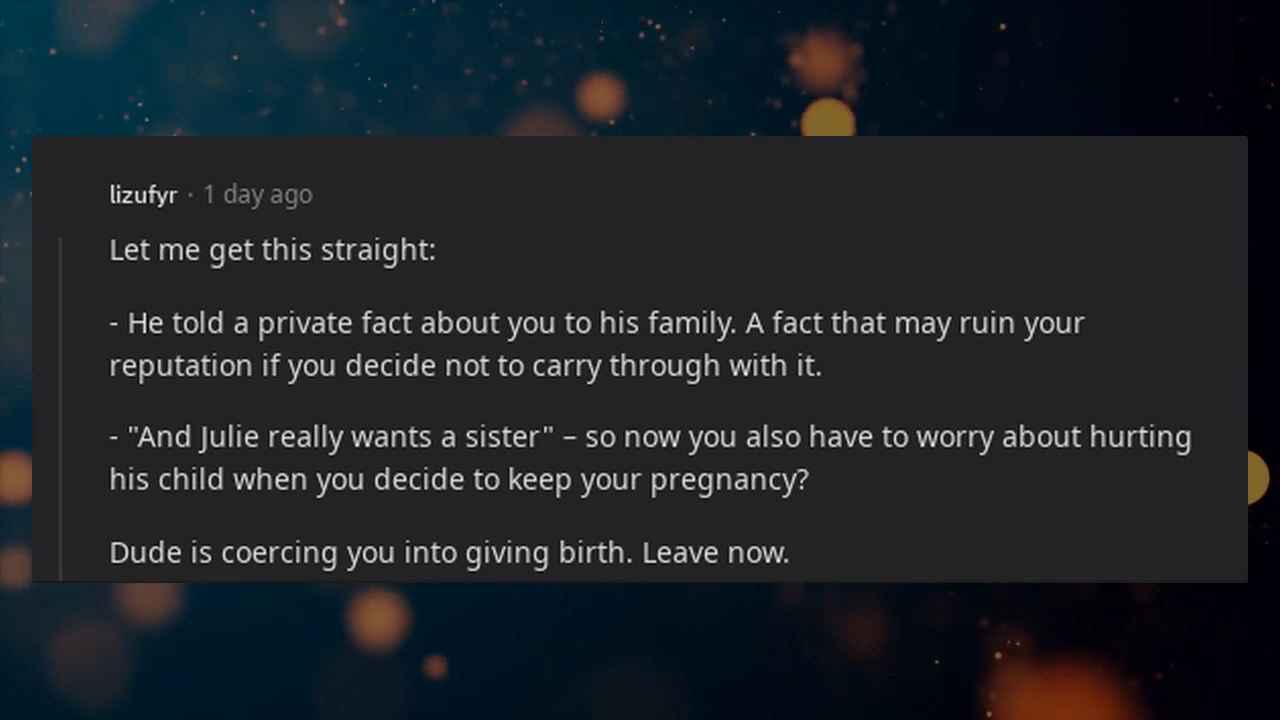 lizufyr · 1 day ago
Let me get this straight:
- He told a private fact about you to his family. A fact that may ruin your
reputation if you decide not to carry through with it.
- "And Julie really wants a sister" – so now you also have to worry about hurting
his child when you decide to keep your pregnancy?
Dude is coercing you into giving birth. Leave now.